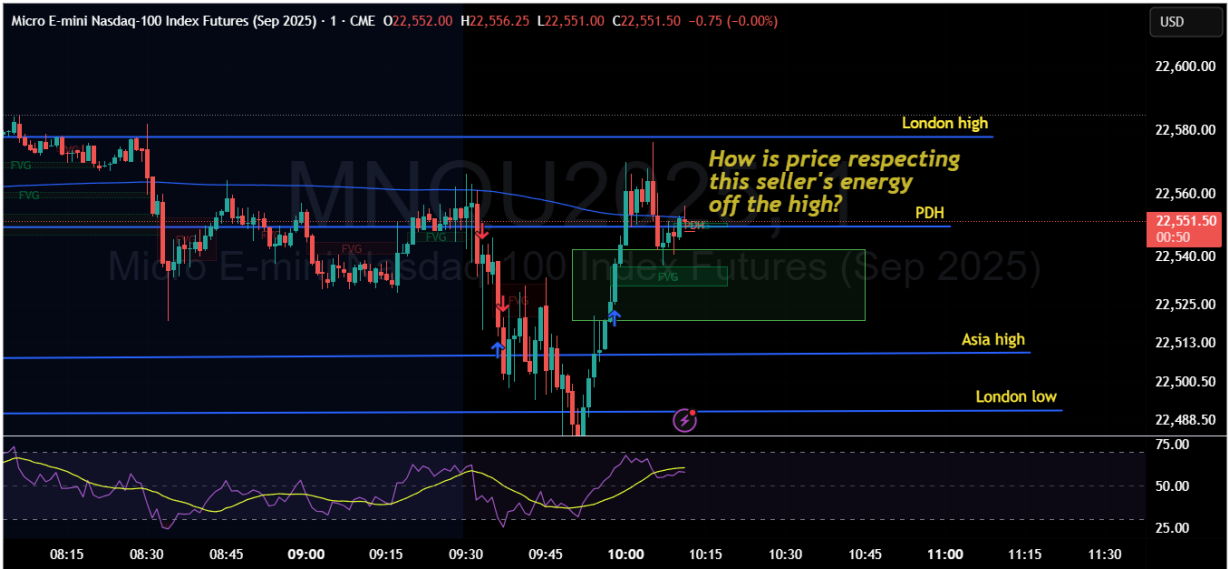 Micro E-mini Nasdaq-100 Index Futures (Sep 2025) · 1 · CME O22,552.00 H22,556.25 L22,551.00 C22,551.50 −0.75 (−0.00%)
USD
22,600.00
London high
22,580.00
MNQU2025, 1
How is price respecting
this seller's energy
off the high?
FVG
FVG
FVG
22,560.00
PDH
PDH
22,551.50
00:50
FVG
FVG
FVG
22,540.00
Micro E-mini Nasdaq-100 Index Futures (Sep 2025)
FVG
FVG
22,525.00
Asia high
22,513.00
22,500.50
London low
22,488.50
75.00
50.00
25.00
08:15 08:30 08:45 09:00 09:15 09:30 09:45 10:00 10:15 10:30 10:45 11:00 11:15 11:30